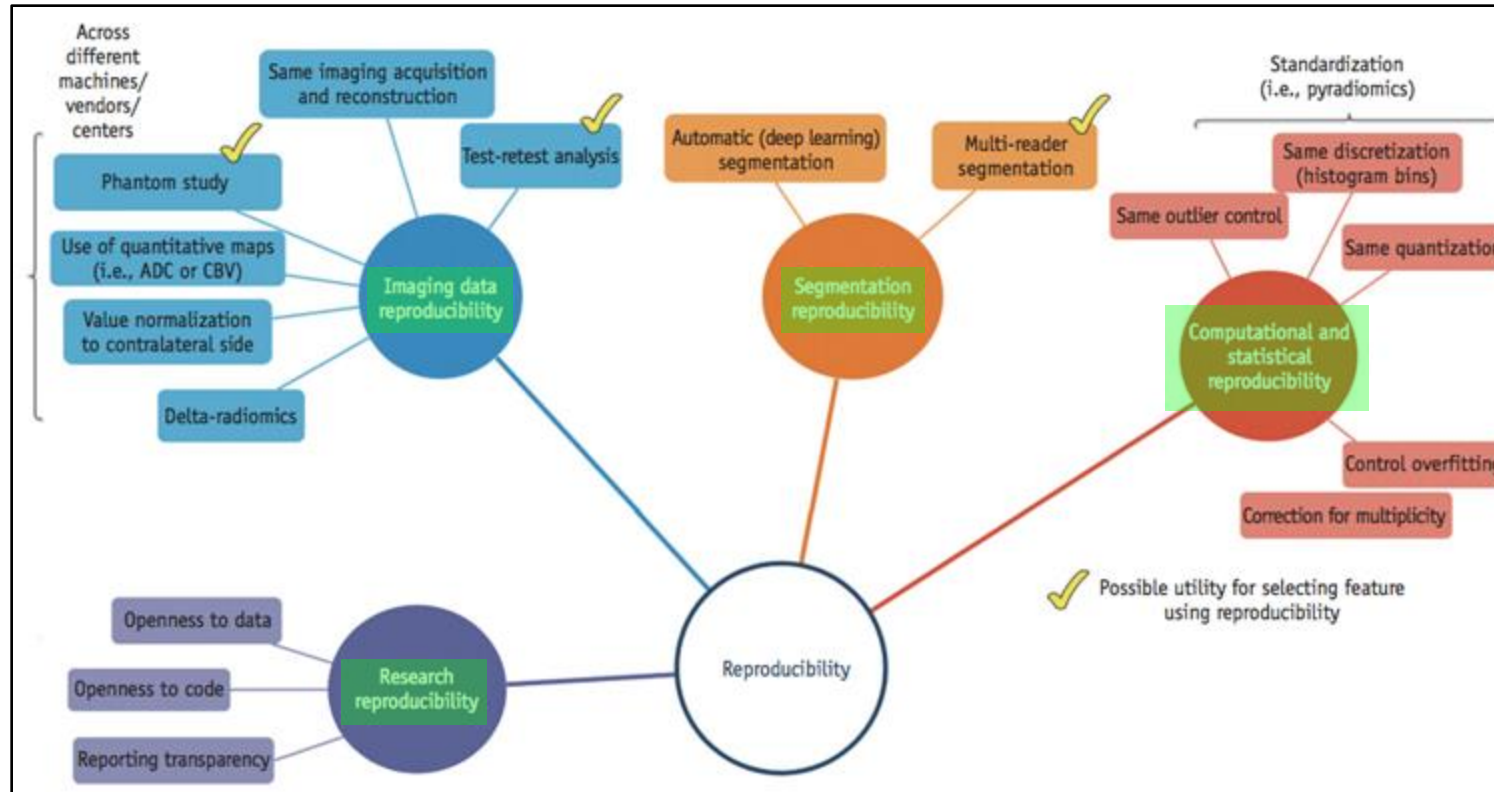 Across
different
machines/
vendors/
centers
Same imaging acquisition
and reconstruction
Test-retest analysis
Phantom study
Use of quantitative maps
(i.e., ADC or CBV)
Value normalization
to contralateral side
Delta-radiomics
Imaging data
reproducibility
Automatic (deep learning)
segmentation
Multi-reader
segmentation
Segmentation
reproducibility
Standardization
(i.e., pyradiomics)
Same discretization
(histogram bins)
Same outlier control
Same quantization
Computational and
statistical
reproducibility
Control overfitting
Correction for multiplicity
Possible utility for selecting feature
using reproducibility
Openness to data
Openness to code
Reporting transparency
Research
reproducibility
Reproducibility